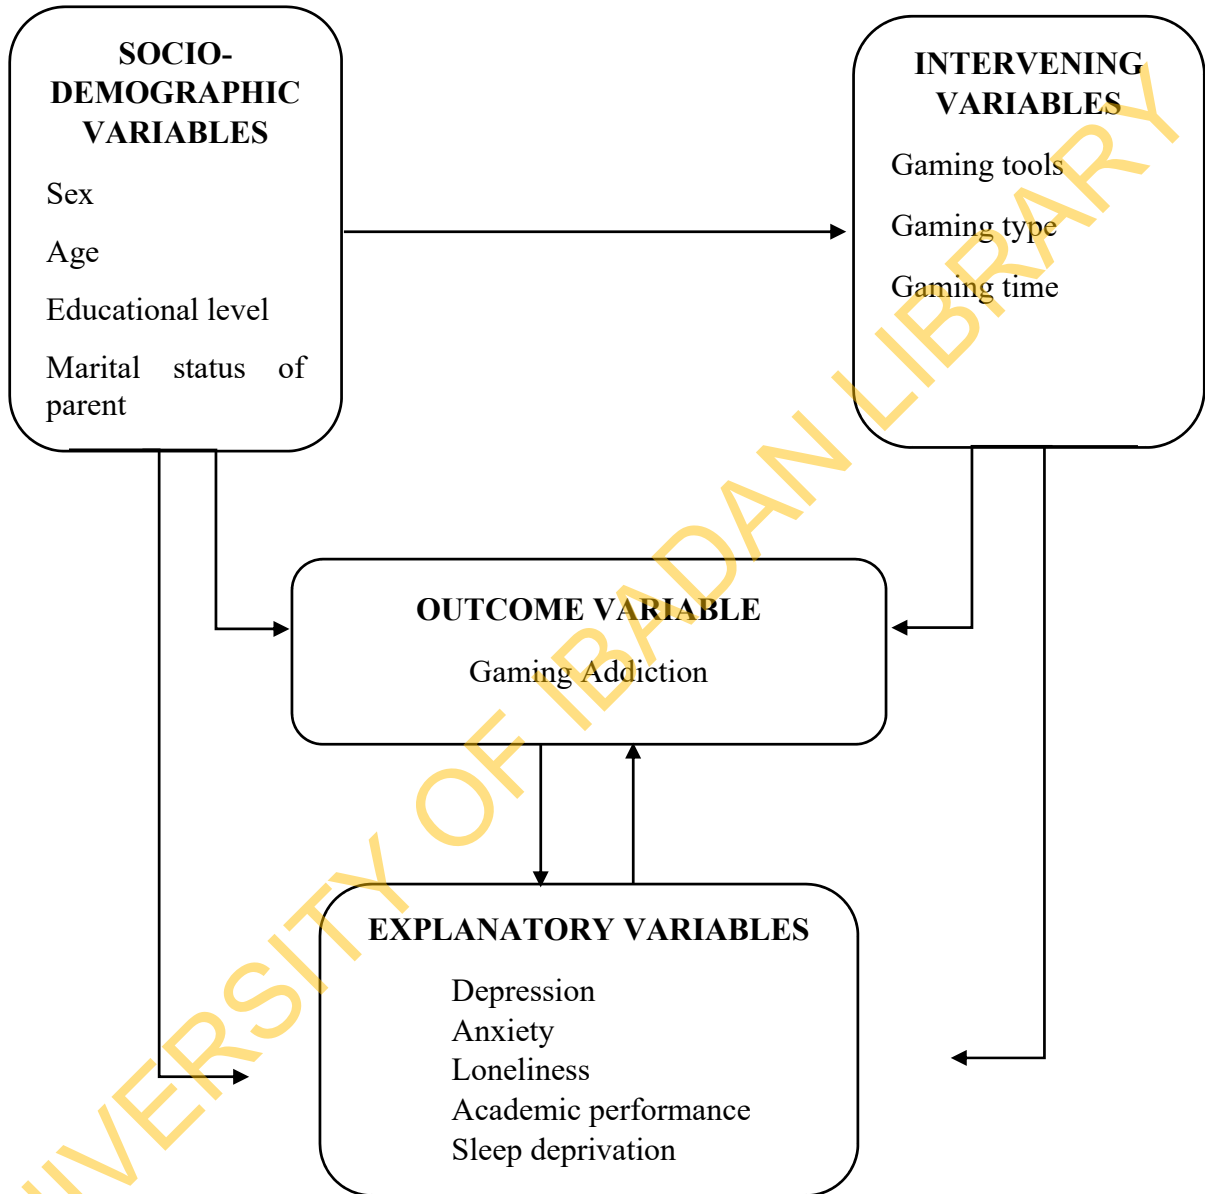 SOCIO-
DEMOGRAPHIC
VARIABLES
Sex
Age
Educational level
Marital status of
parent
INTERVENING
VARIABLES
Gaming tools
Gaming type
Gaming time
OUTCOME VARIABLE
Gaming Addiction
EXPLANATORY VARIABLES
Depression
Anxiety
Loneliness
Academic performance
Sleep deprivation
IVERSITY OF IBADAN LIBRARY